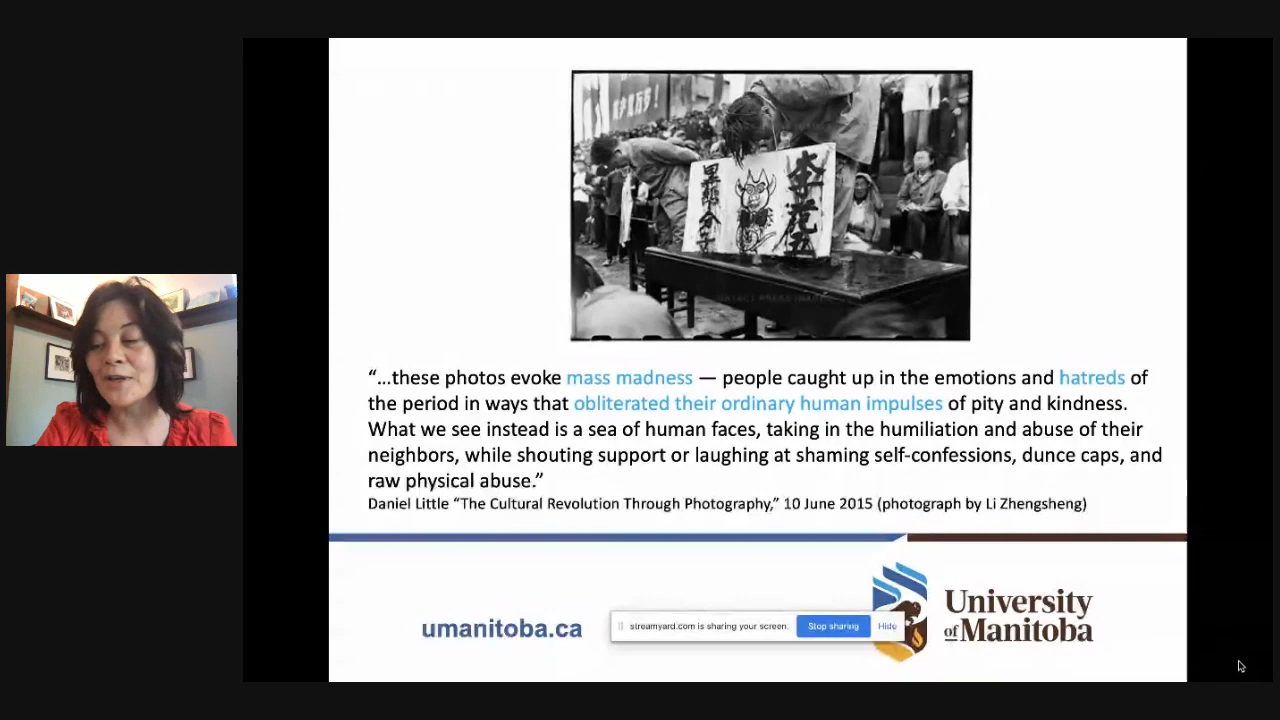 黑帮分子
“...these photos evoke mass madness — people caught up in the emotions and hatreds of
the period in ways that obliterated their ordinary human impulses of pity and kindness.
What we see instead is a sea of human faces, taking in the humiliation and abuse of their
neighbors, while shouting support or laughing at shaming self-confessions, dunce caps, and
raw physical abuse.”
Daniel Little “The Cultural Revolution Through Photography,” 10 June 2015 (photograph by Li Zhengsheng)
umanitoba.ca
streamyard.com is sharing your screen.
Stop sharing
Hide
University
of Manitoba